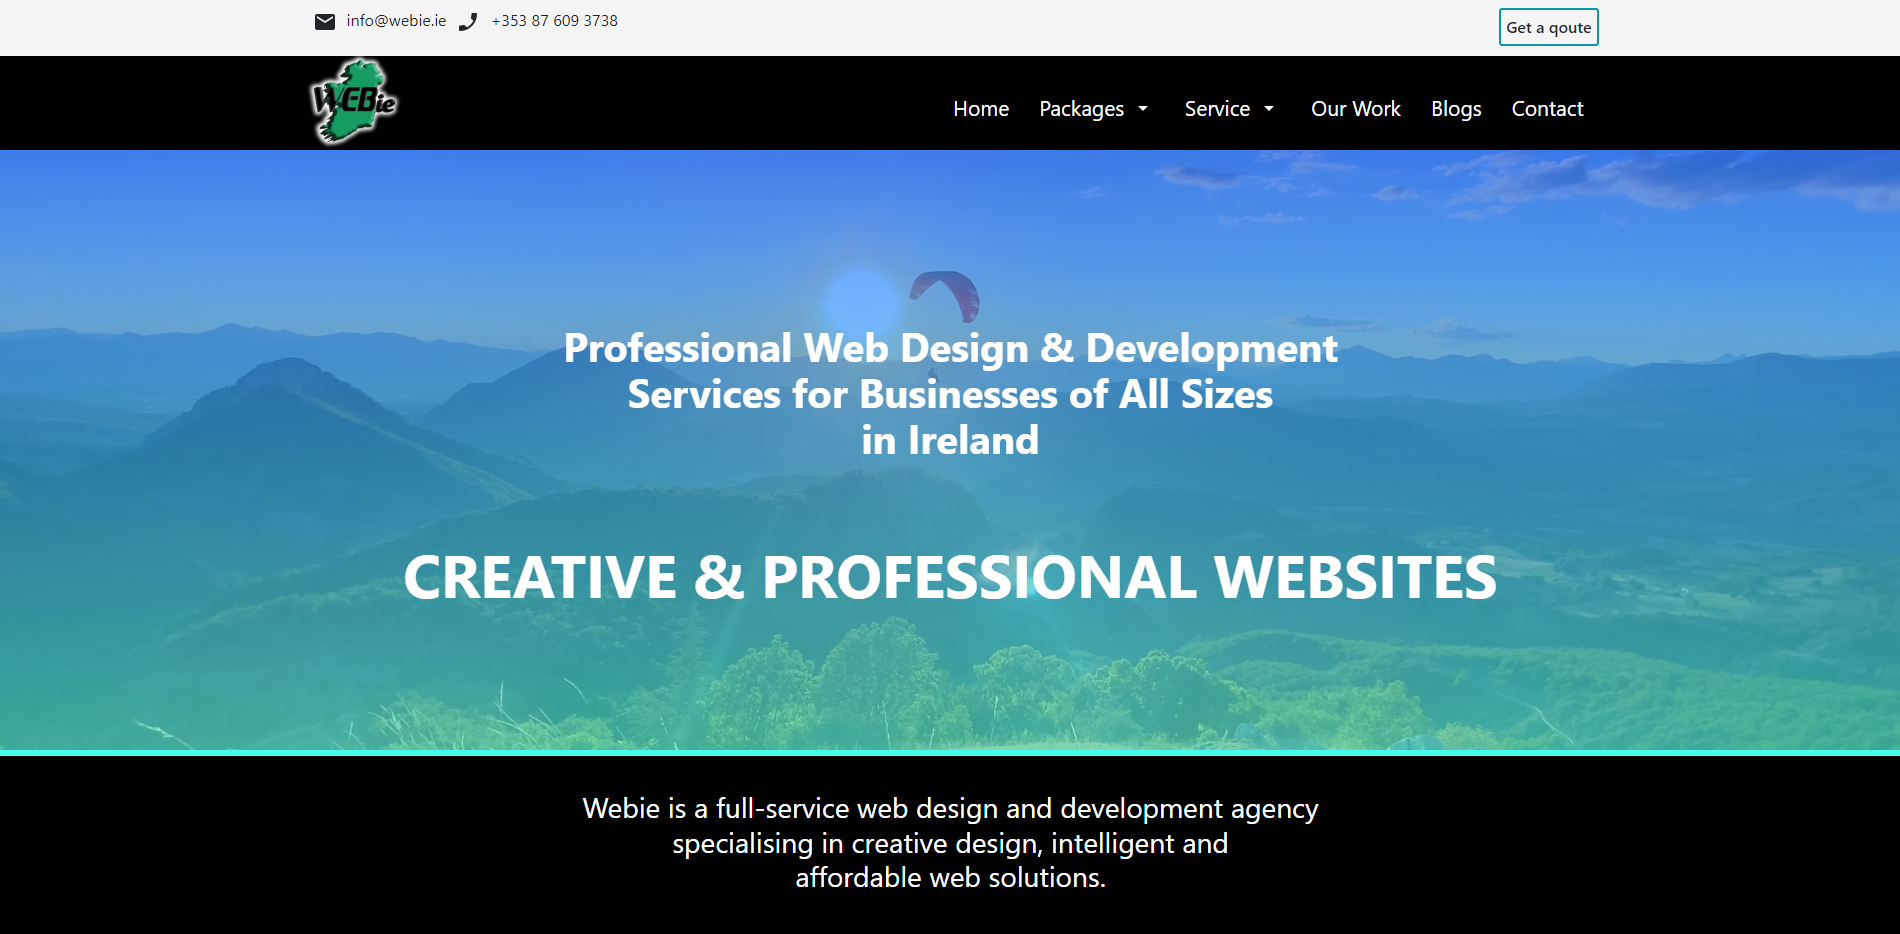 info@webie.ie +353 87 609 3738
Get a qoute
WEBie
Home Packages Service Our Work Blogs Contact
Professional Web Design & Development
Services for Businesses of All Sizes
in Ireland
CREATIVE & PROFESSIONAL WEBSITES
Webie is a full-service web design and development agency
specialising in creative design, intelligent and
affordable web solutions.